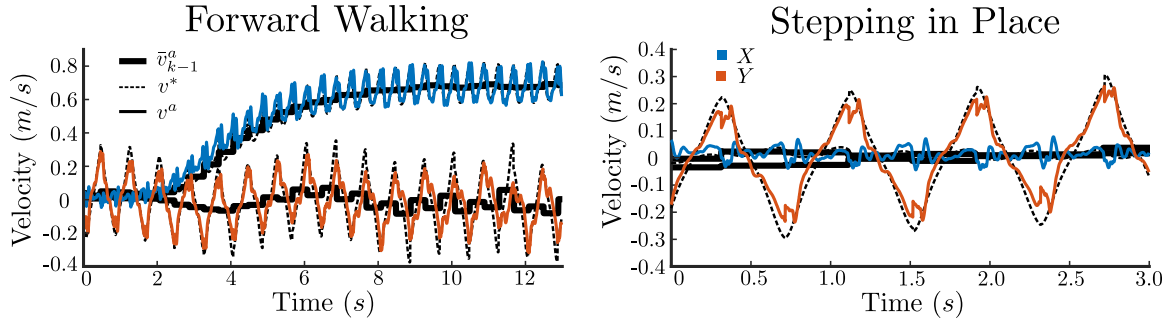 Forward Walking
Velocity (m/s)
0.8
0.6
0.4
0.2
0
-0.2
-0.4
v̄ᵃₖ₋₁
v*
vᵃ
0 2 4 6 8 10 12
Time (s)
Stepping in Place
Velocity (m/s)
0.4
0.3
0.2
0.1
0
-0.1
-0.2
-0.3
0.4
X
Y
0 0.5 1.0 1.5 2.0 2.5 3.0
Time (s)